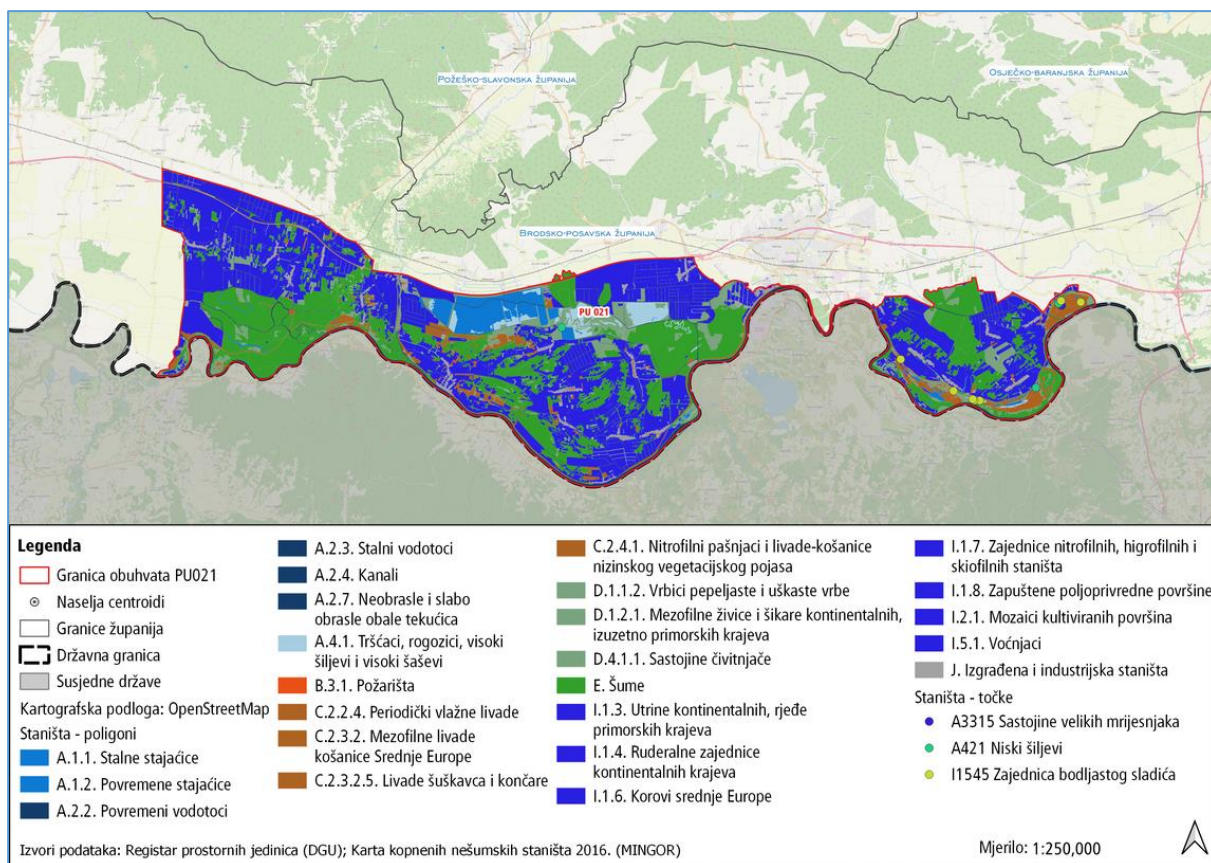 Požeško-slavonska županija
Osječko-baranjska županija
Brodsko-posavska županija
PU 021
Legenda
Granica obuhvata PU021
Naselja centroidi
Granice županija
Državna granica
Susjedne države
Kartografska podloga: OpenStreetMap
Staništa - poligoni
A.1.1. Stalne stajaćice
A.1.2. Povremene stajaćice
A.2.2. Povremeni vodotoci
A.2.3. Stalni vodotoci
A.2.4. Kanali
A.2.7. Neobrasle i slabo
obrasle obale tekućica
A.4.1. Tršćaci, rogozici, visoki
šiljevi i visoki šaševi
B.3.1. Požarišta
C.2.2.4. Periodički vlažne livade
C.2.3.2. Mezofilne livade
košanice Srednje Europe
C.2.3.2.5. Livade šuškavca i končare
C.2.4.1. Nitrofilni pašnjaci i livade-košanice
nizinskog vegetacijskog pojasa
D.1.1.2. Vrbici pepeljaste i uškaste vrbe
D.1.2.1. Mezofilne živice i šikare kontinentalnih,
izuzetno primorskih krajeva
D.4.1.1. Sastojine čivitnjače
E. Šume
I.1.3. Utrine kontinentalnih, rjeđe
primorskih krajeva
I.1.4. Ruderalne zajednice
kontinentalnih krajeva
I.1.6. Korovi srednje Europe
I.1.7. Zajednice nitrofilnih, higrofilnih i
skiofilnih staništa
I.1.8. Zapuštene poljoprivredne površine
I.2.1. Mozaici kultiviranih površina
I.5.1. Voćnjaci
J. Izgrađena i industrijska staništa
Staništa - točke
A3315 Sastojine velikih mrijesnjaka
A421 Niski šiljevi
I1545 Zajednica bodljastog sladića
Izvori podataka: Registar prostornih jedinica (DGU); Karta kopnenih nešumskih staništa 2016. (MINGOR)
Mjerilo: 1:250,000